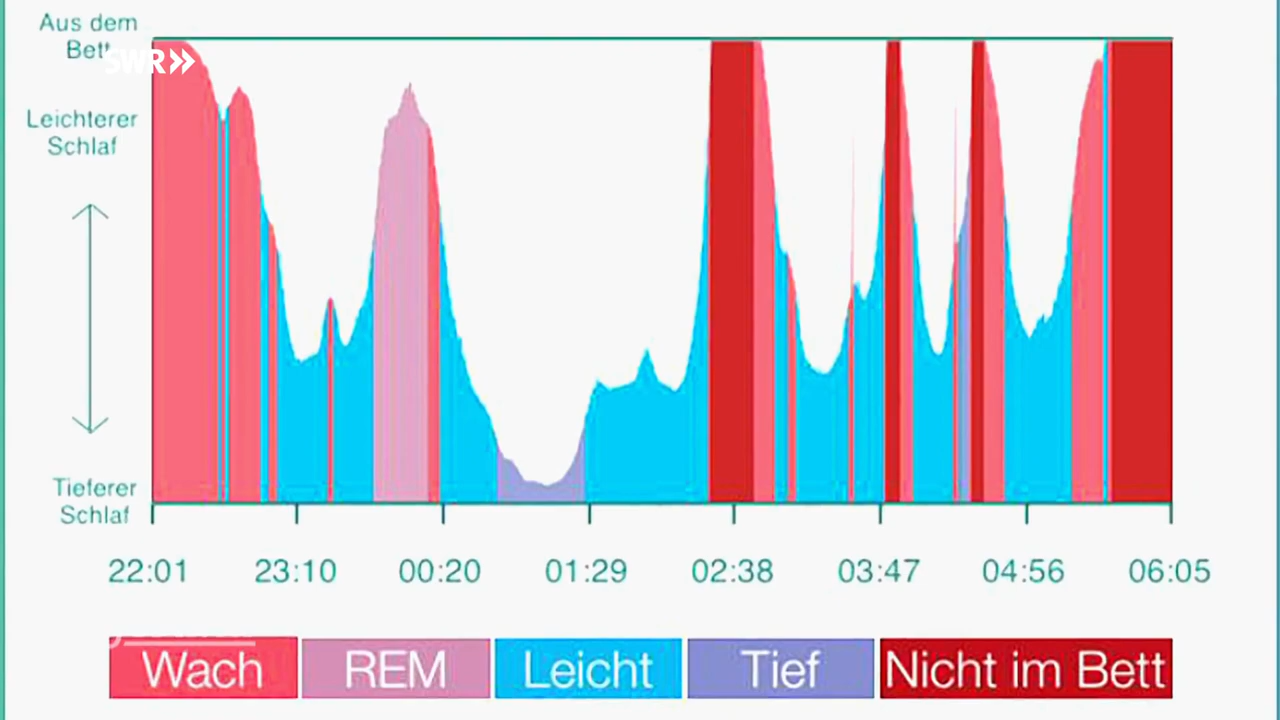 Aus dem
Bett
SWR»
Leichterer
Schlaf
Tieferer
Schlaf
22:01 23:10 00:20 01:29 02:38 03:47 04:56 06:05
Wach REM Leicht Tief Nicht im Bett